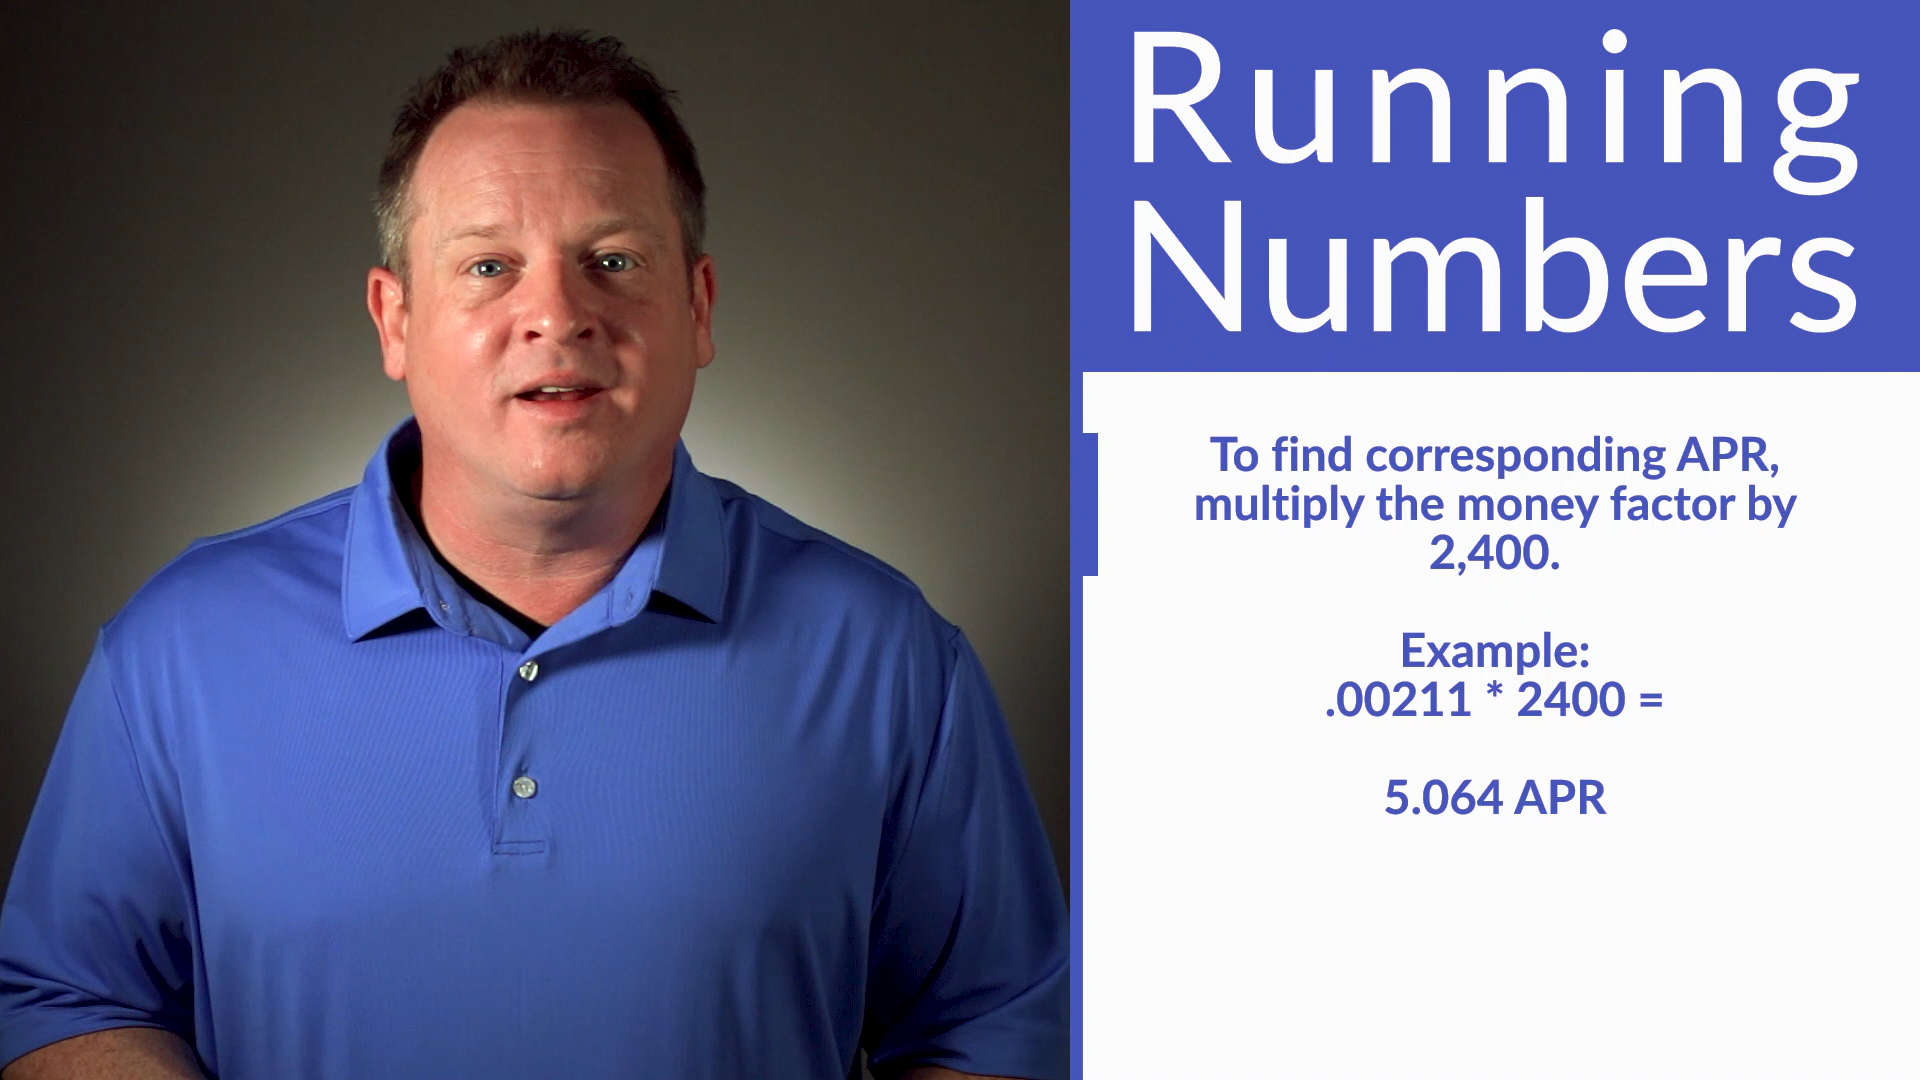 Running
Numbers
To find corresponding APR,
multiply the money factor by
2,400.
Example:
.00211 * 2400 =
5.064 APR